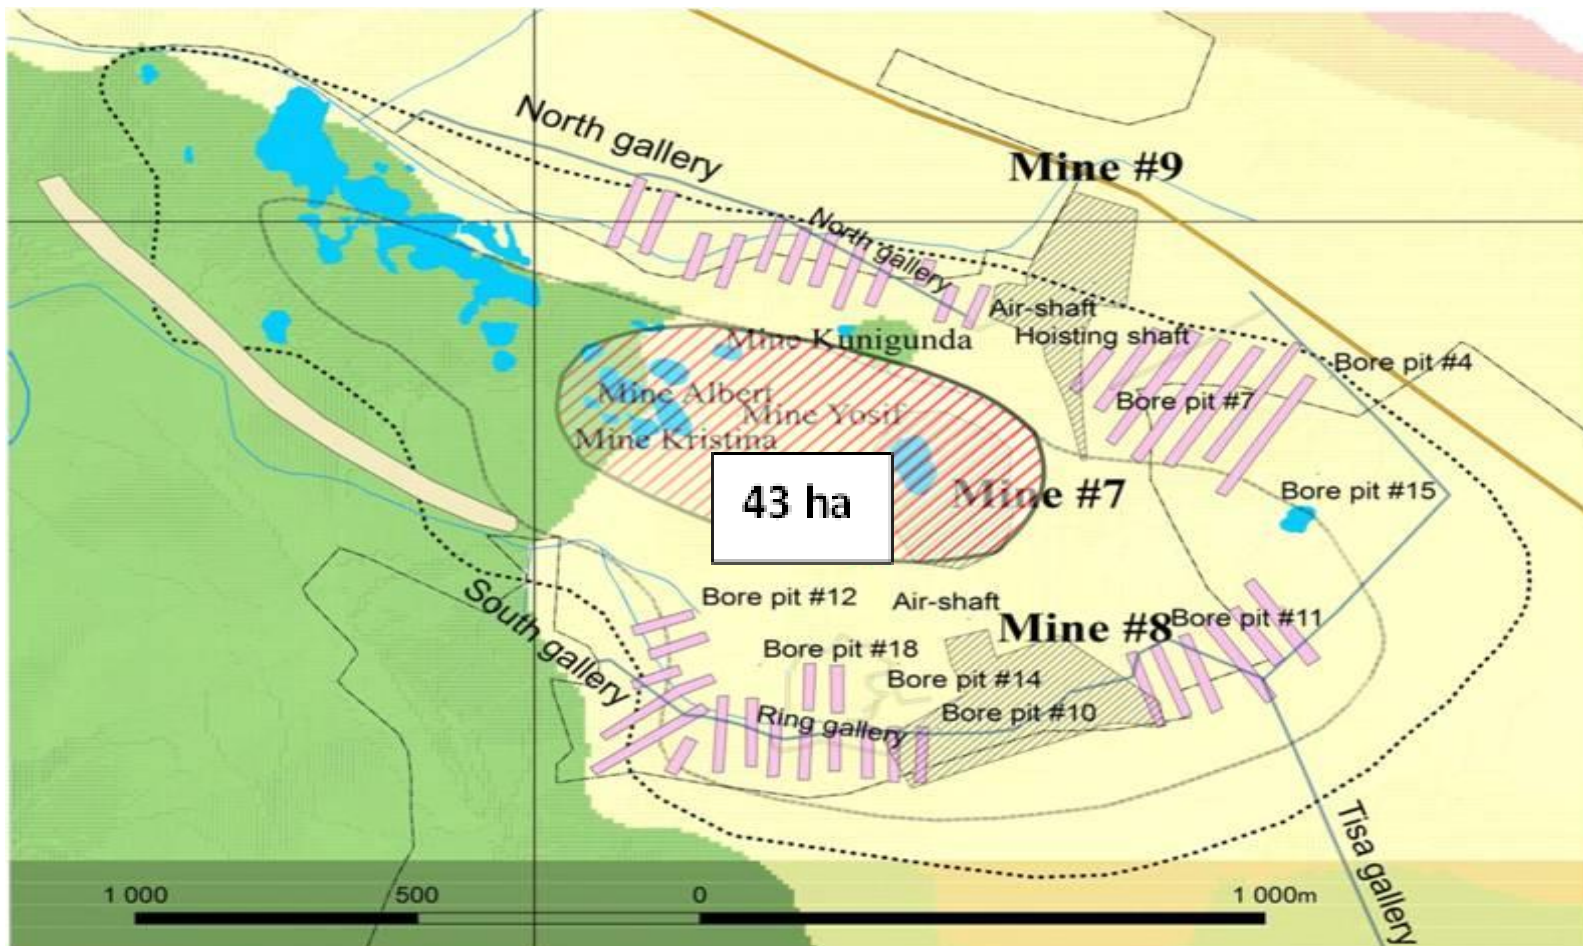 North gallery
Mine #9
North gallery
Air-shaft
Hoisting shaft
Mine Kunigunda
Bore pit #4
Mine Albert
Mine Yosif
Bore pit #7
Mine Kristina
43 ha
Mine #7
Bore pit #15
South gallery
Bore pit #12
Air-shaft
Mine #8
Bore pit #11
Bore pit #18
Bore pit #14
Bore pit #10
Ring gallery
Tisa gallery
1 000
500
0
1 000m